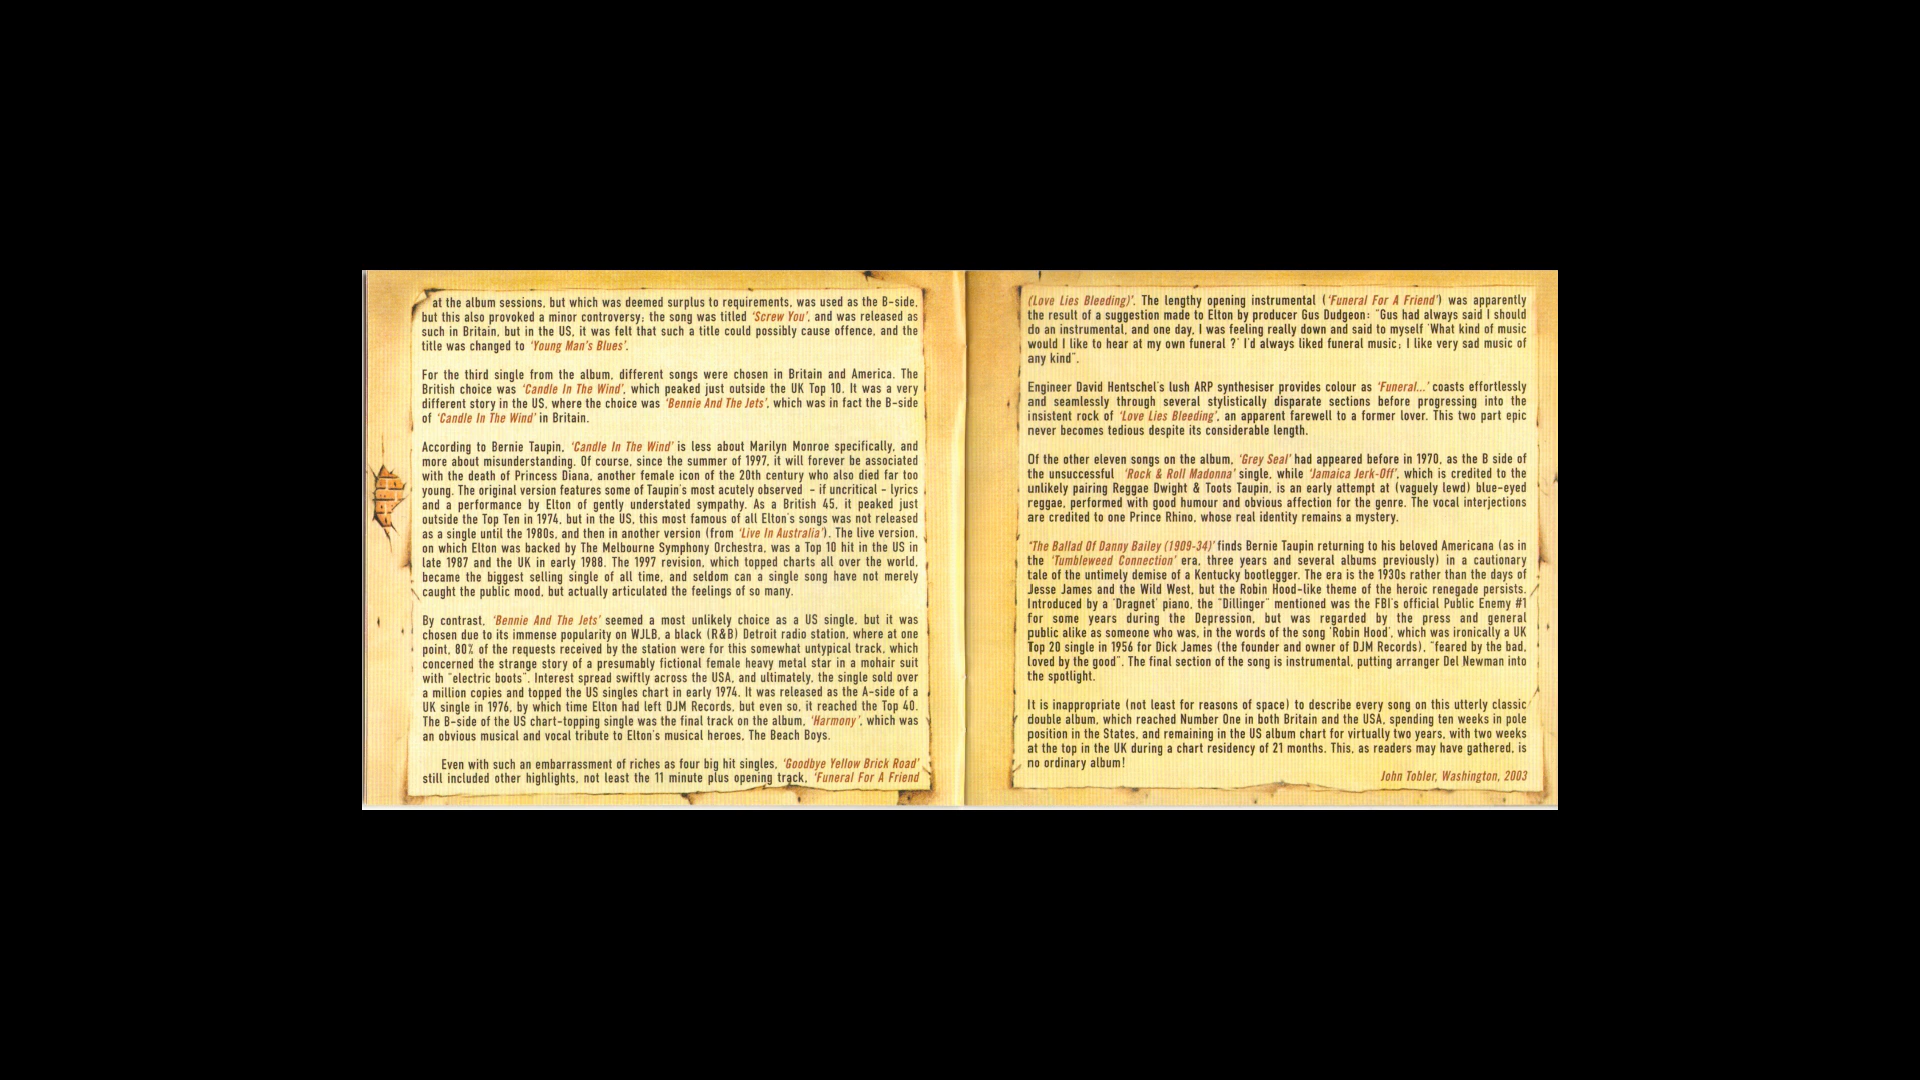 at the album sessions, but which was deemed surplus to requirements, was used as the B-side,
but this also provoked a minor controversy; the song was titled 'Screw You', and was released as
such in Britain, but in the US, it was felt that such a title could possibly cause offence, and the
title was changed to 'Young Man's Blues'.
For the third single from the album, different songs were chosen in Britain and America. The
British choice was 'Candle In The Wind', which peaked just outside the UK Top 10. It was a very
different story in the US, where the choice was 'Bennie And The Jets', which was in fact the B-side
of 'Candle In The Wind' in Britain.
According to Bernie Taupin, 'Candle In The Wind' is less about Marilyn Monroe specifically, and
more about misunderstanding. Of course, since the summer of 1997, it will forever be associated
with the death of Princess Diana, another female icon of the 20th century who also died far too
young. The original version features some of Taupin's most acutely observed - if uncritical - lyrics
and a performance by Elton of gently understated sympathy. As a British 45, it peaked just
outside the Top Ten in 1974, but in the US, this most famous of all Elton's songs was not released
as a single until the 1980s, and then in another version (from 'Live In Australia'). The live version,
on which Elton was backed by The Melbourne Symphony Orchestra, was a Top 10 hit in the US in
late 1987 and the UK in early 1988. The 1997 revision, which topped charts all over the world,
became the biggest selling single of all time, and seldom can a single song have not merely
caught the public mood, but actually articulated the feelings of so many.
By contrast, 'Bennie And The Jets' seemed a most unlikely choice as a US single, but it was
chosen due to its immense popularity on WJLB, a black (R&B) Detroit radio station, where at one
point, 80% of the requests received by the station were for this somewhat untypical track, which
concerned the strange story of a presumably fictional female heavy metal star in a mohair suit
with "electric boots". Interest spread swiftly across the USA, and ultimately, the single sold over
a million copies and topped the US singles chart in early 1974. It was released as the A-side of a
UK single in 1976, by which time Elton had left DJM Records, but even so, it reached the Top 40.
The B-side of the US chart-topping single was the final track on the album, 'Harmony', which was
an obvious musical and vocal tribute to Elton's musical heroes, The Beach Boys.
Even with such an embarrassment of riches as four big hit singles, 'Goodbye Yellow Brick Road'
still included other highlights, not least the 11 minute plus opening track, 'Funeral For A Friend
(Love Lies Bleeding)'. The lengthy opening instrumental ('Funeral For A Friend') was apparently
the result of a suggestion made to Elton by producer Gus Dudgeon: "Gus had always said I should
do an instrumental, and one day, I was feeling really down and said to myself 'What kind of music
would I like to hear at my own funeral ?' I'd always liked funeral music; I like very sad music of
any kind".
Engineer David Hentschel's lush ARP synthesiser provides colour as 'Funeral...' coasts effortlessly
and seamlessly through several stylistically disparate sections before progressing into the
insistent rock of 'Love Lies Bleeding', an apparent farewell to a former lover. This two part epic
never becomes tedious despite its considerable length.
Of the other eleven songs on the album, 'Grey Seal' had appeared before in 1970, as the B side of
the unsuccessful 'Rock & Roll Madonna' single, while 'Jamaica Jerk-Off', which is credited to the
unlikely pairing Reggae Dwight & Toots Taupin, is an early attempt at (vaguely lewd) blue-eyed
reggae, performed with good humour and obvious affection for the genre. The vocal interjections
are credited to one Prince Rhino, whose real identity remains a mystery.
'The Ballad Of Danny Bailey (1909-34)' finds Bernie Taupin returning to his beloved Americana (as in
the 'Tumbleweed Connection' era, three years and several albums previously) in a cautionary
tale of the untimely demise of a Kentucky bootlegger. The era is the 1930s rather than the days of
Jesse James and the Wild West, but the Robin Hood-like theme of the heroic renegade persists.
Introduced by a 'Dragnet' piano, the "Dillinger" mentioned was the FBI's official Public Enemy #1
for some years during the Depression, but was regarded by the press and general
public alike as someone who was, in the words of the song 'Robin Hood', which was ironically a UK
Top 20 single in 1956 for Dick James (the founder and owner of DJM Records), "feared by the bad,
loved by the good". The final section of the song is instrumental, putting arranger Del Newman into
the spotlight.
It is inappropriate (not least for reasons of space) to describe every song on this utterly classic
double album, which reached Number One in both Britain and the USA, spending ten weeks in pole
position in the States, and remaining in the US album chart for virtually two years, with two weeks
at the top in the UK during a chart residency of 21 months. This, as readers may have gathered, is
no ordinary album!
John Tobler, Washington, 2003